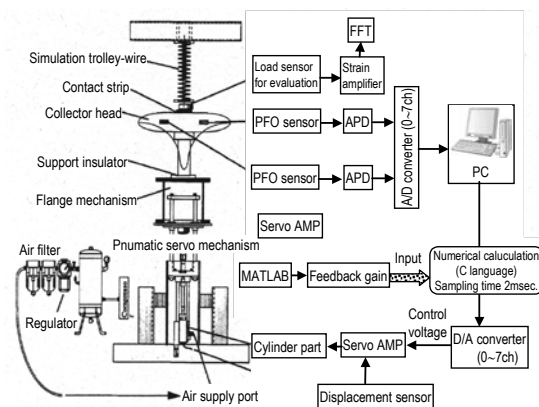 FFT
Simulation trolley-wire
Load sensor
for evaluation
Strain
amplifier
Contact strip
Collector head
PFO sensor
APD
A/D converter (0~7ch)
PC
Support insulator
PFO sensor
APD
Flange mechanism
Servo AMP
Air filter
Pnumatic servo mechanism
MATLAB
Feedback gain
Input
Numerical caluculation
(C language)
Sampling time 2msec.
Regulator
Control
voltage
Cylinder part
Servo AMP
D/A converter
(0~7ch)
Air supply port
Displacement sensor